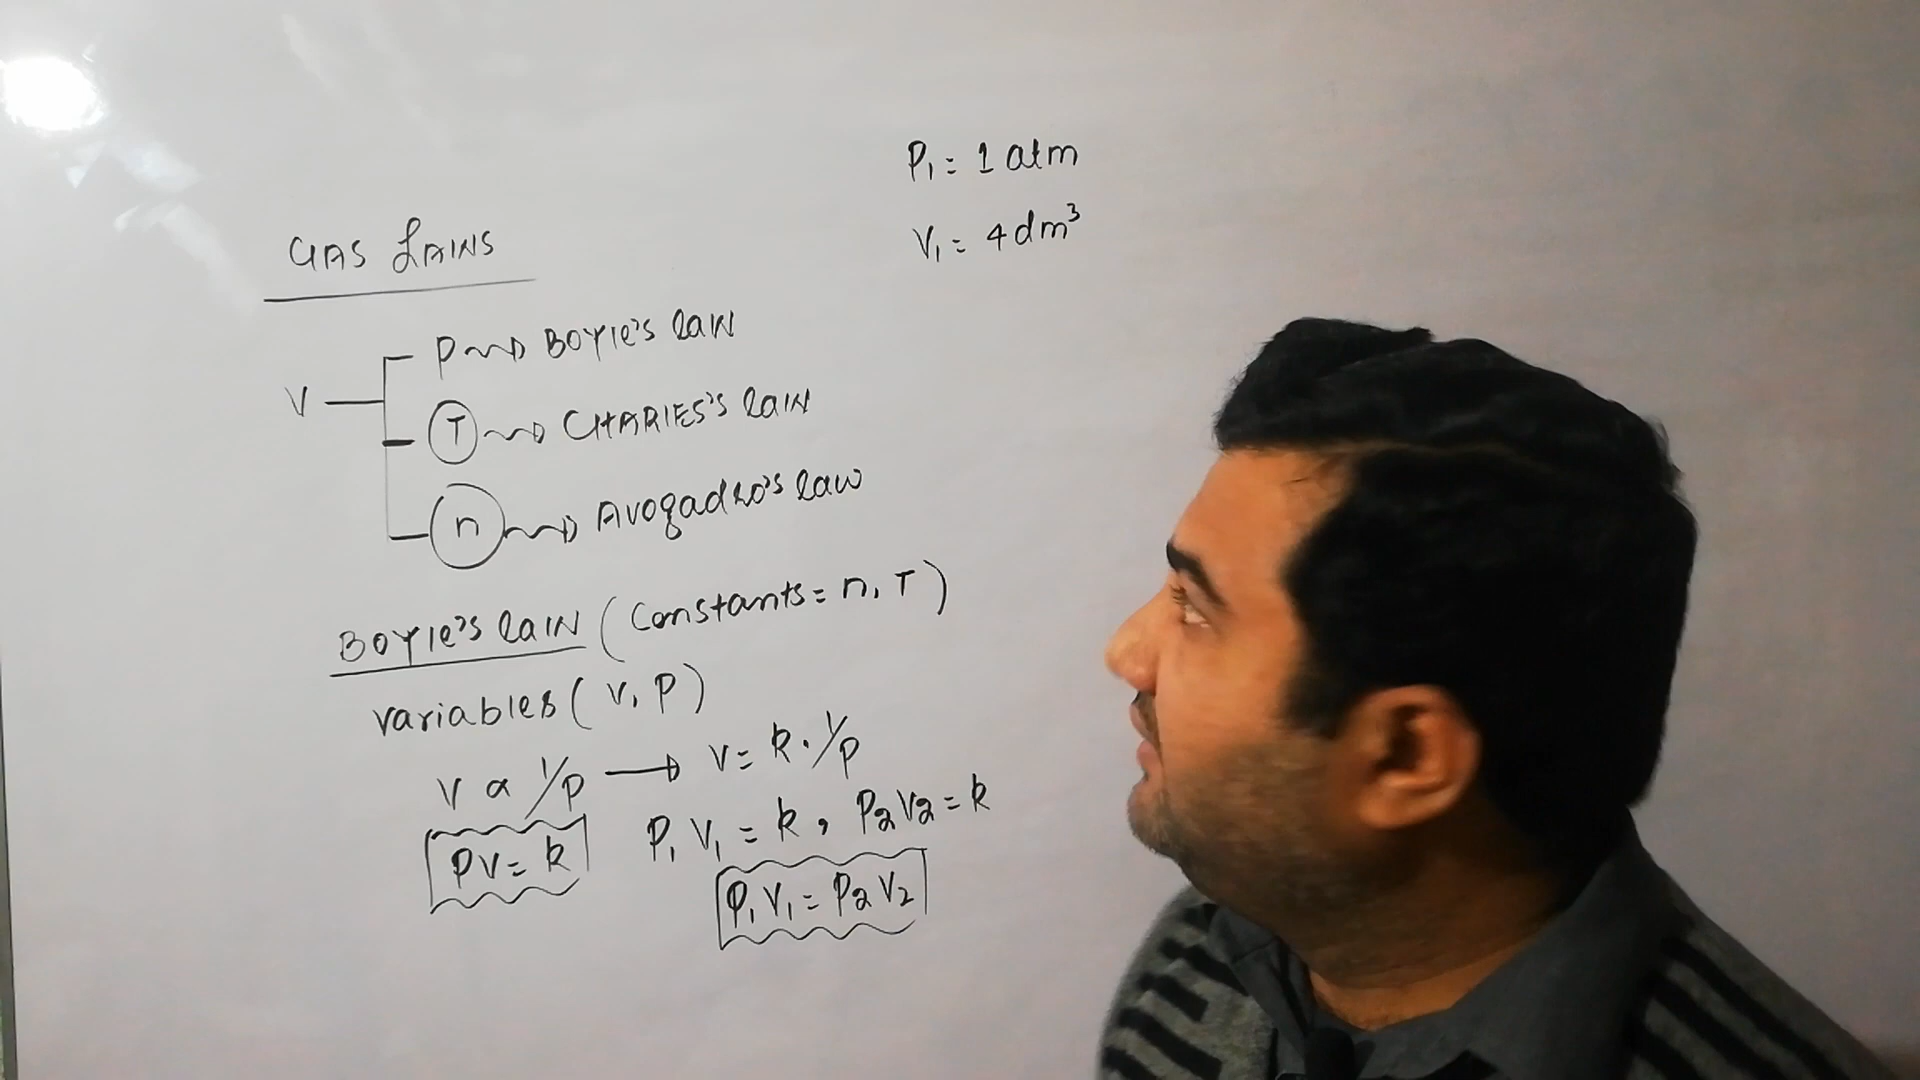 GAS LAWS
V
P → BOYle's law
T → CHARlES's law
n → Avogadro's law
BOYle's law (Constants = n, T)
variables (V, P)
V ∝ 1/P → V = k · 1/P
PV = k
P₁ V₁ = k, P₂ V₂ = k
P₁ V₁ = P₂ V₂
P₁ = 1 atm
V₁ = 4 dm³